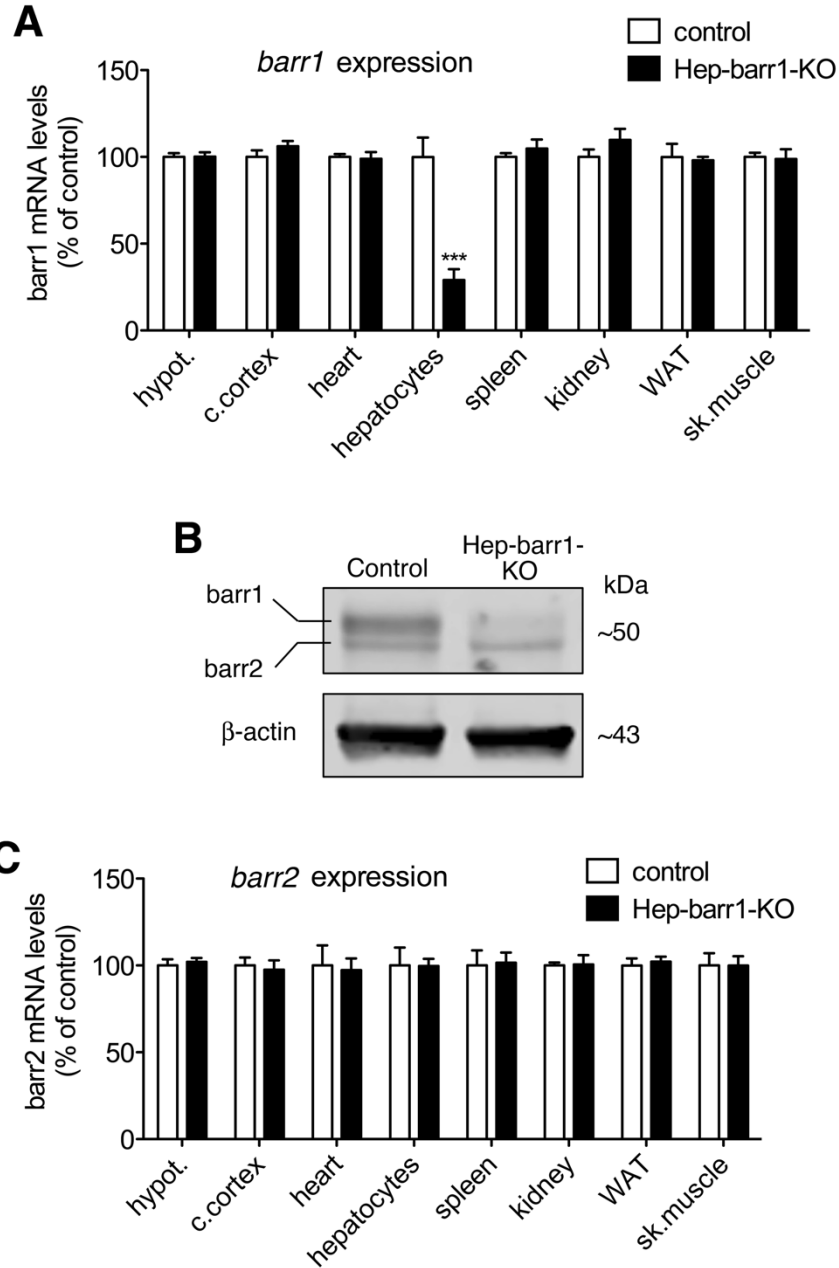 A
barr1 expression
control
Hep-barr1-KO
barr1 mRNA levels
(% of control)
150
100
50
0
***
hypot.
c.cortex
heart
hepatocytes
spleen
kidney
WAT
sk.muscle
B
Control
Hep-barr1-
KO
kDa
barr1
barr2
~50
β-actin
~43
C
barr2 expression
control
Hep-barr1-KO
barr2 mRNA levels
(% of control)
150
100
50
0
hypot.
c.cortex
heart
hepatocytes
spleen
kidney
WAT
sk.muscle